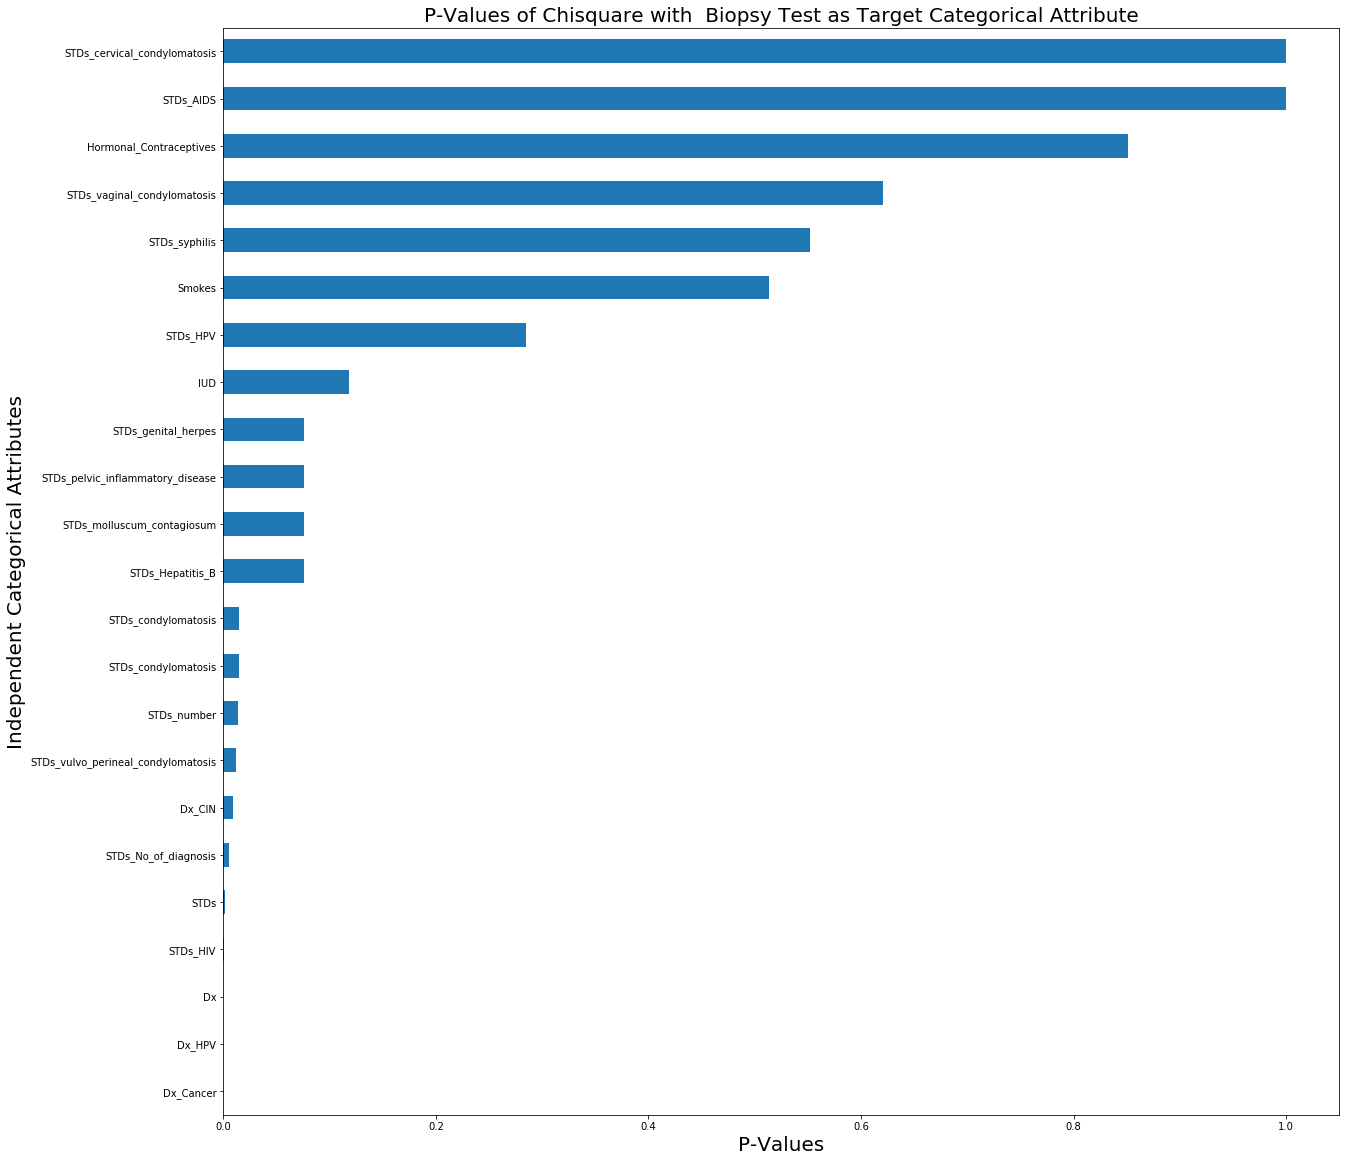 P-Values of Chisquare with  Biopsy Test as Target Categorical Attribute
Independent Categorical Attributes
STDs_cervical_condylomatosis
STDs_AIDS
Hormonal_Contraceptives
STDs_vaginal_condylomatosis
STDs_syphilis
Smokes
STDs_HPV
IUD
STDs_genital_herpes
STDs_pelvic_inflammatory_disease
STDs_molluscum_contagiosum
STDs_Hepatitis_B
STDs_condylomatosis
STDs_condylomatosis
STDs_number
STDs_vulvo_perineal_condylomatosis
Dx_CIN
STDs_No_of_diagnosis
STDs
STDs_HIV
Dx
Dx_HPV
Dx_Cancer
0.0 0.2 0.4 0.6 0.8 1.0
P-Values